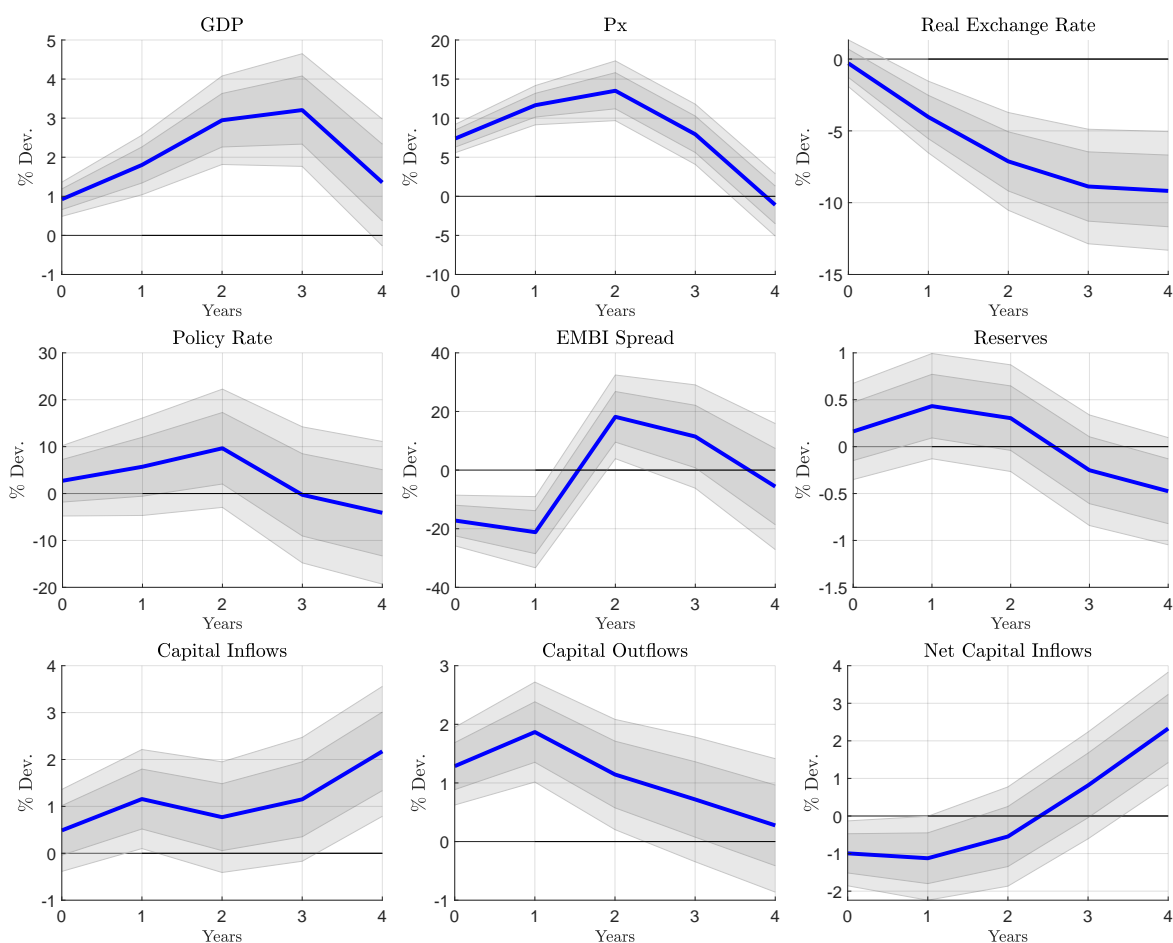 GDP
% Dev.
5
4
3
2
1
0
-1
0 1 2 3 4
Years
Px
% Dev.
20
15
10
5
0
-5
-10
0 1 2 3 4
Years
Real Exchange Rate
% Dev.
0
-5
-10
-15
0 1 2 3 4
Years
Policy Rate
% Dev.
30
20
10
0
-10
-20
0 1 2 3 4
Years
EMBI Spread
% Dev.
40
20
0
-20
-40
0 1 2 3 4
Years
Reserves
% Dev.
1
0.5
0
-0.5
-1
-1.5
0 1 2 3 4
Years
Capital Inflows
% Dev.
4
3
2
1
0
-1
0 1 2 3 4
Years
Capital Outflows
% Dev.
3
2
1
0
-1
0 1 2 3 4
Years
Net Capital Inflows
% Dev.
4
3
2
1
0
-1
-2
0 1 2 3 4
Years